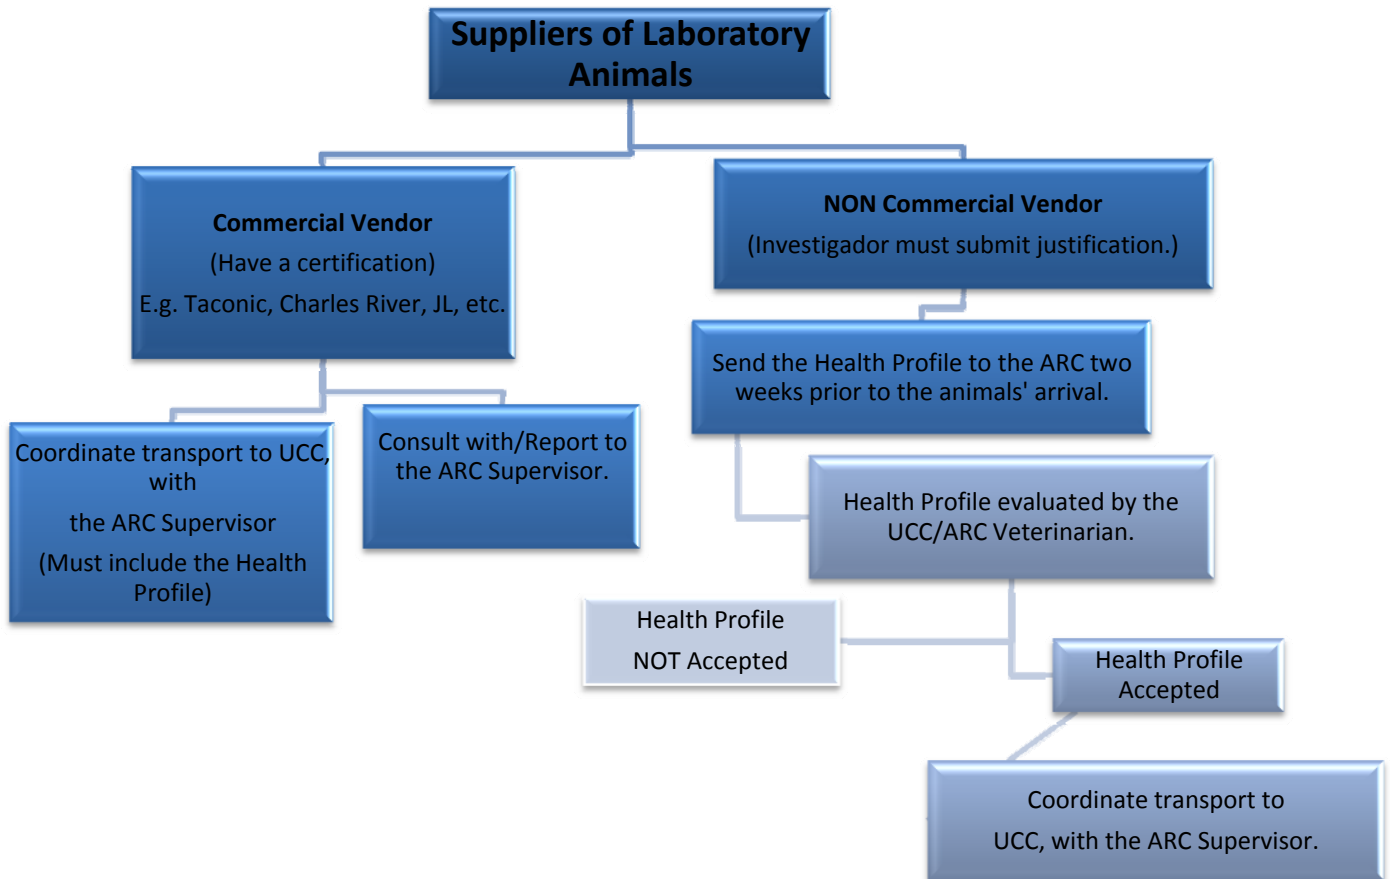 Suppliers of Laboratory
Animals
Commercial Vendor
(Have a certification)
E.g. Taconic, Charles River, JL, etc.
NON Commercial Vendor
(Investigador must submit justification.)
Coordinate transport to UCC,
with
the ARC Supervisor
(Must include the Health
Profile)
Consult with/Report to
the ARC Supervisor.
Send the Health Profile to the ARC two
weeks prior to the animals' arrival.
Health Profile evaluated by the
UCC/ARC Veterinarian.
Health Profile
NOT Accepted
Health Profile
Accepted
Coordinate transport to
UCC, with the ARC Supervisor.